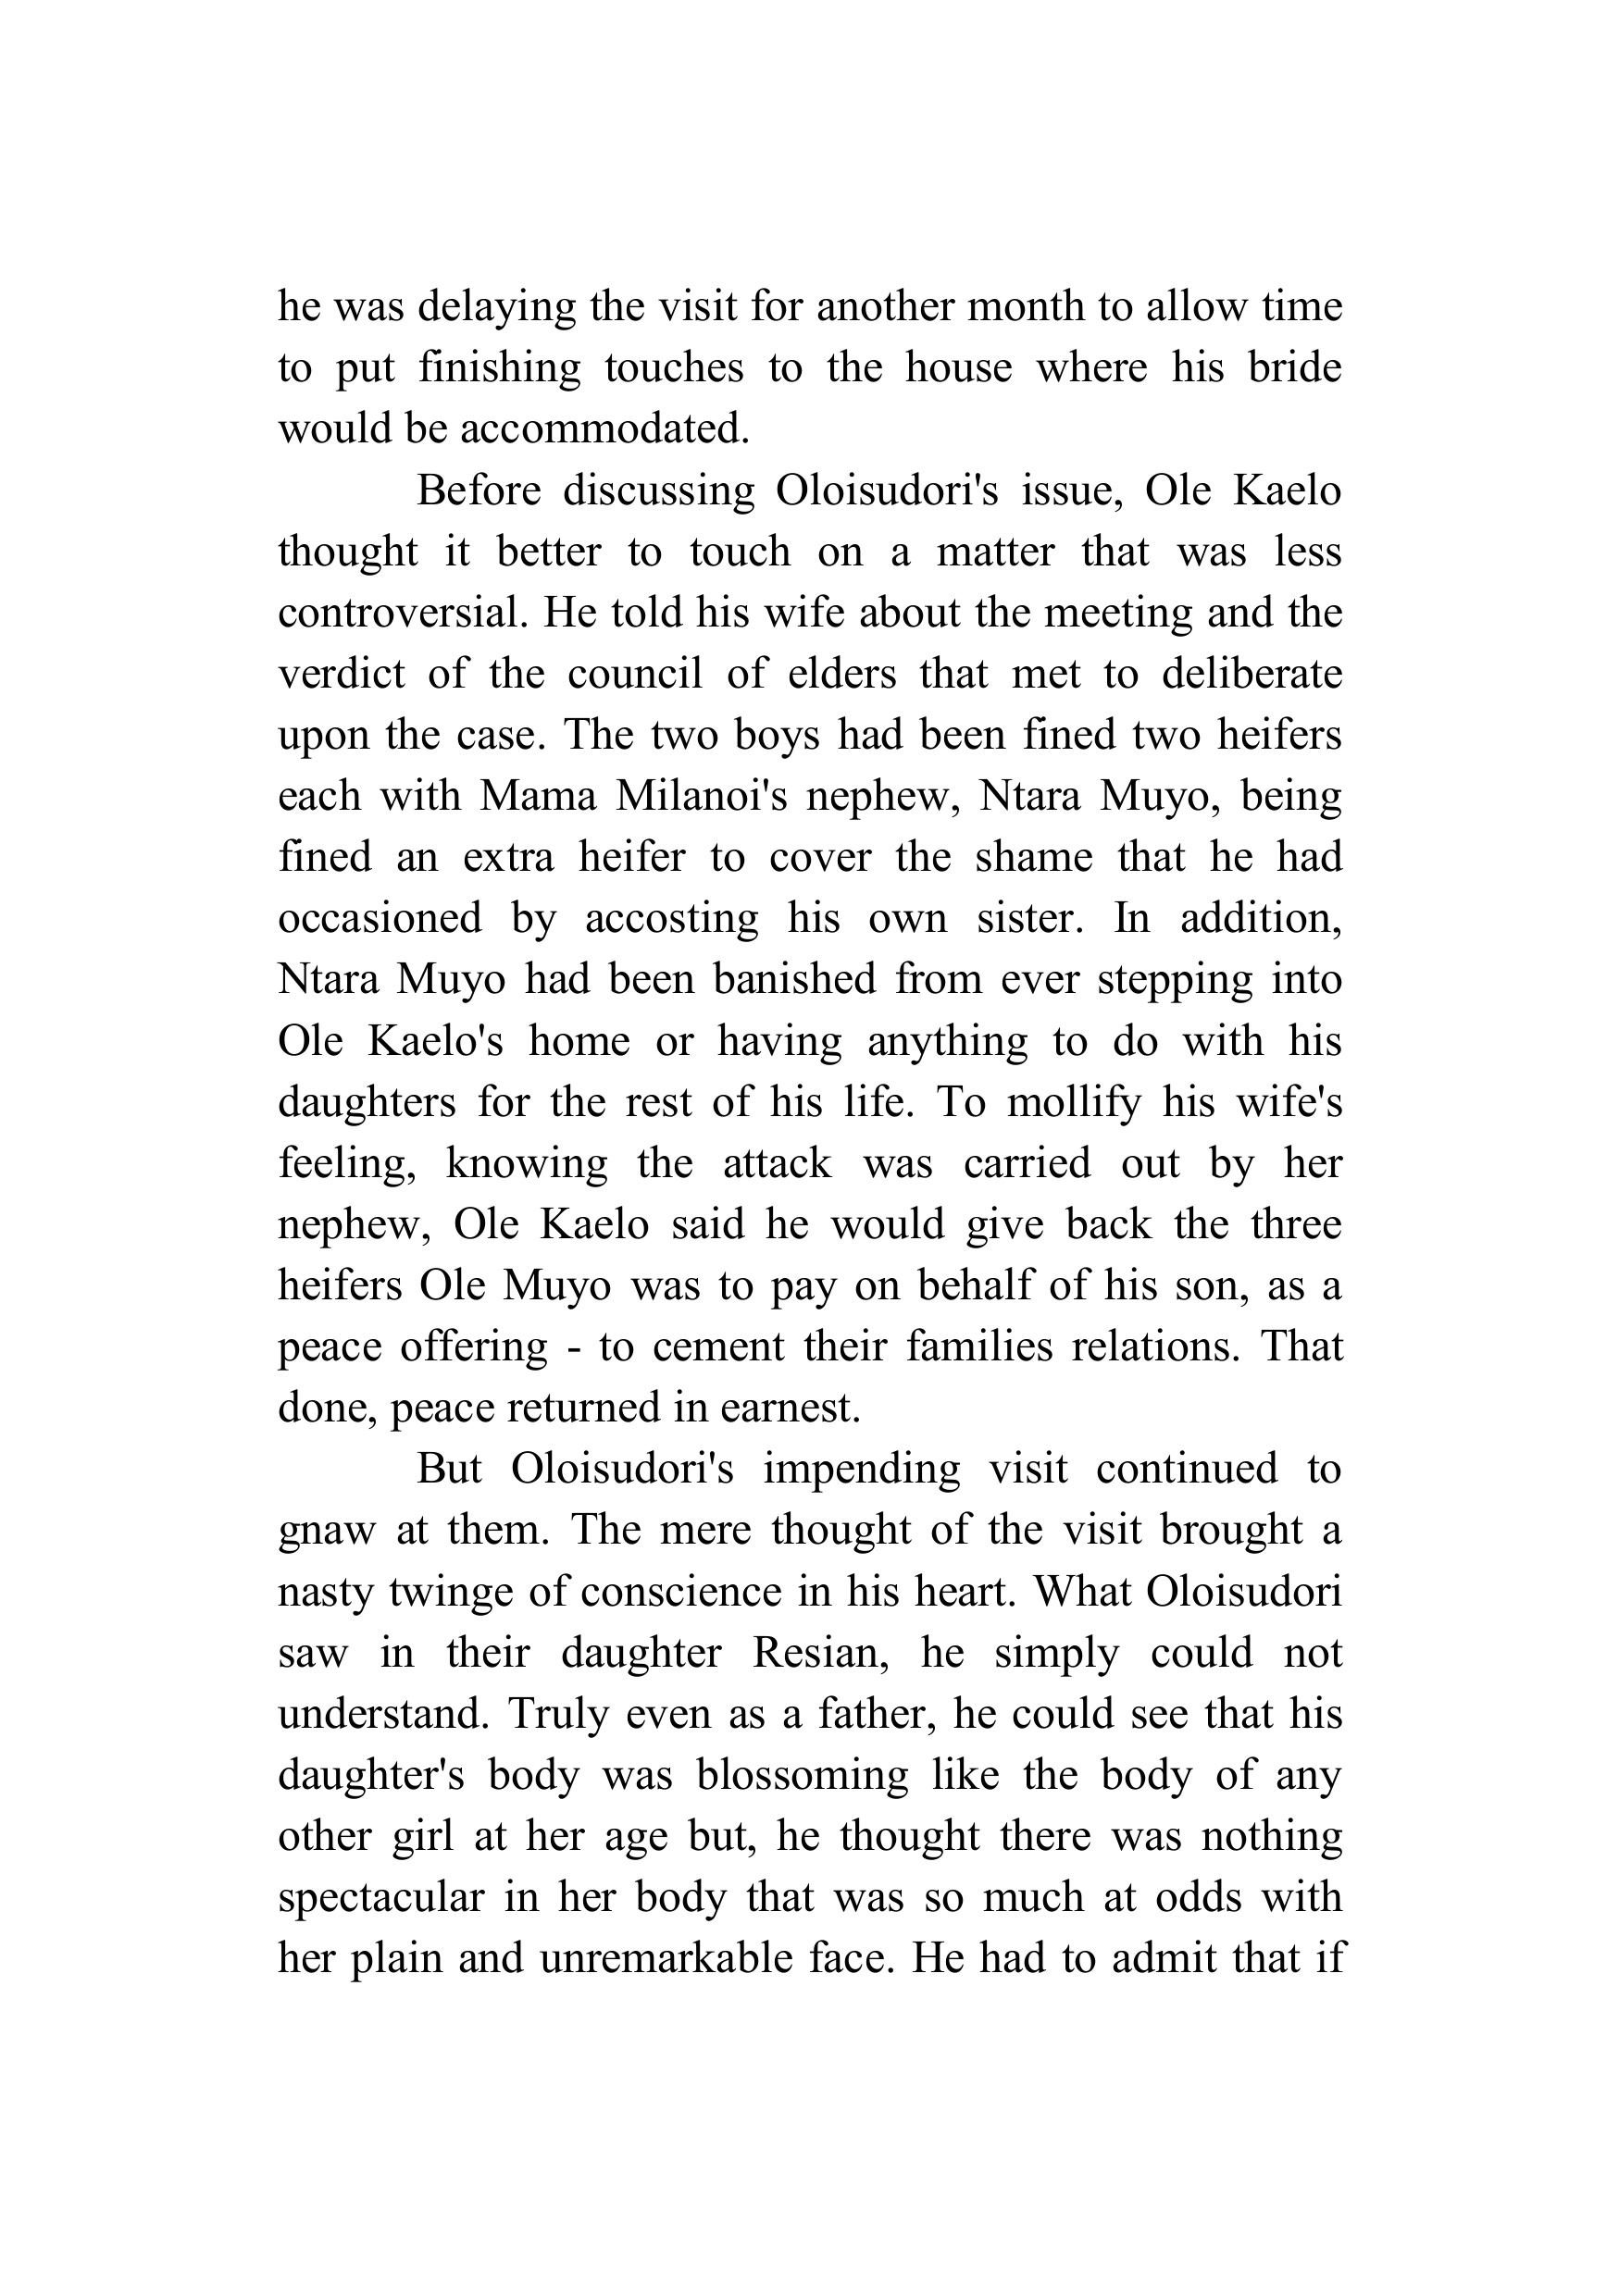 he was delaying the visit for another month to allow time
to put finishing touches to the house where his bride
would be accommodated.
Before discussing Oloisudori's issue, Ole Kaelo
thought it better to touch on a matter that was less
controversial. He told his wife about the meeting and the
verdict of the council of elders that met to deliberate
upon the case. The two boys had been fined two heifers
each with Mama Milanoi's nephew, Ntara Muyo, being
fined an extra heifer to cover the shame that he had
occasioned by accosting his own sister. In addition,
Ntara Muyo had been banished from ever stepping into
Ole Kaelo's home or having anything to do with his
daughters for the rest of his life. To mollify his wife's
feeling, knowing the attack was carried out by her
nephew, Ole Kaelo said he would give back the three
heifers Ole Muyo was to pay on behalf of his son, as a
peace offering - to cement their families relations. That
done, peace returned in earnest.
But Oloisudori's impending visit continued to
gnaw at them. The mere thought of the visit brought a
nasty twinge of conscience in his heart. What Oloisudori
saw in their daughter Resian, he simply could not
understand. Truly even as a father, he could see that his
daughter's body was blossoming like the body of any
other girl at her age but, he thought there was nothing
spectacular in her body that was so much at odds with
her plain and unremarkable face. He had to admit that if